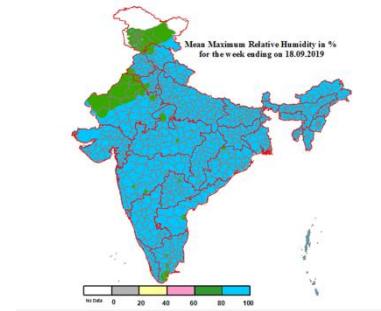 Mean Maximum Relative Humidity in %
for the week ending on 18.09.2019
No Data 0 20 40 60 80 100